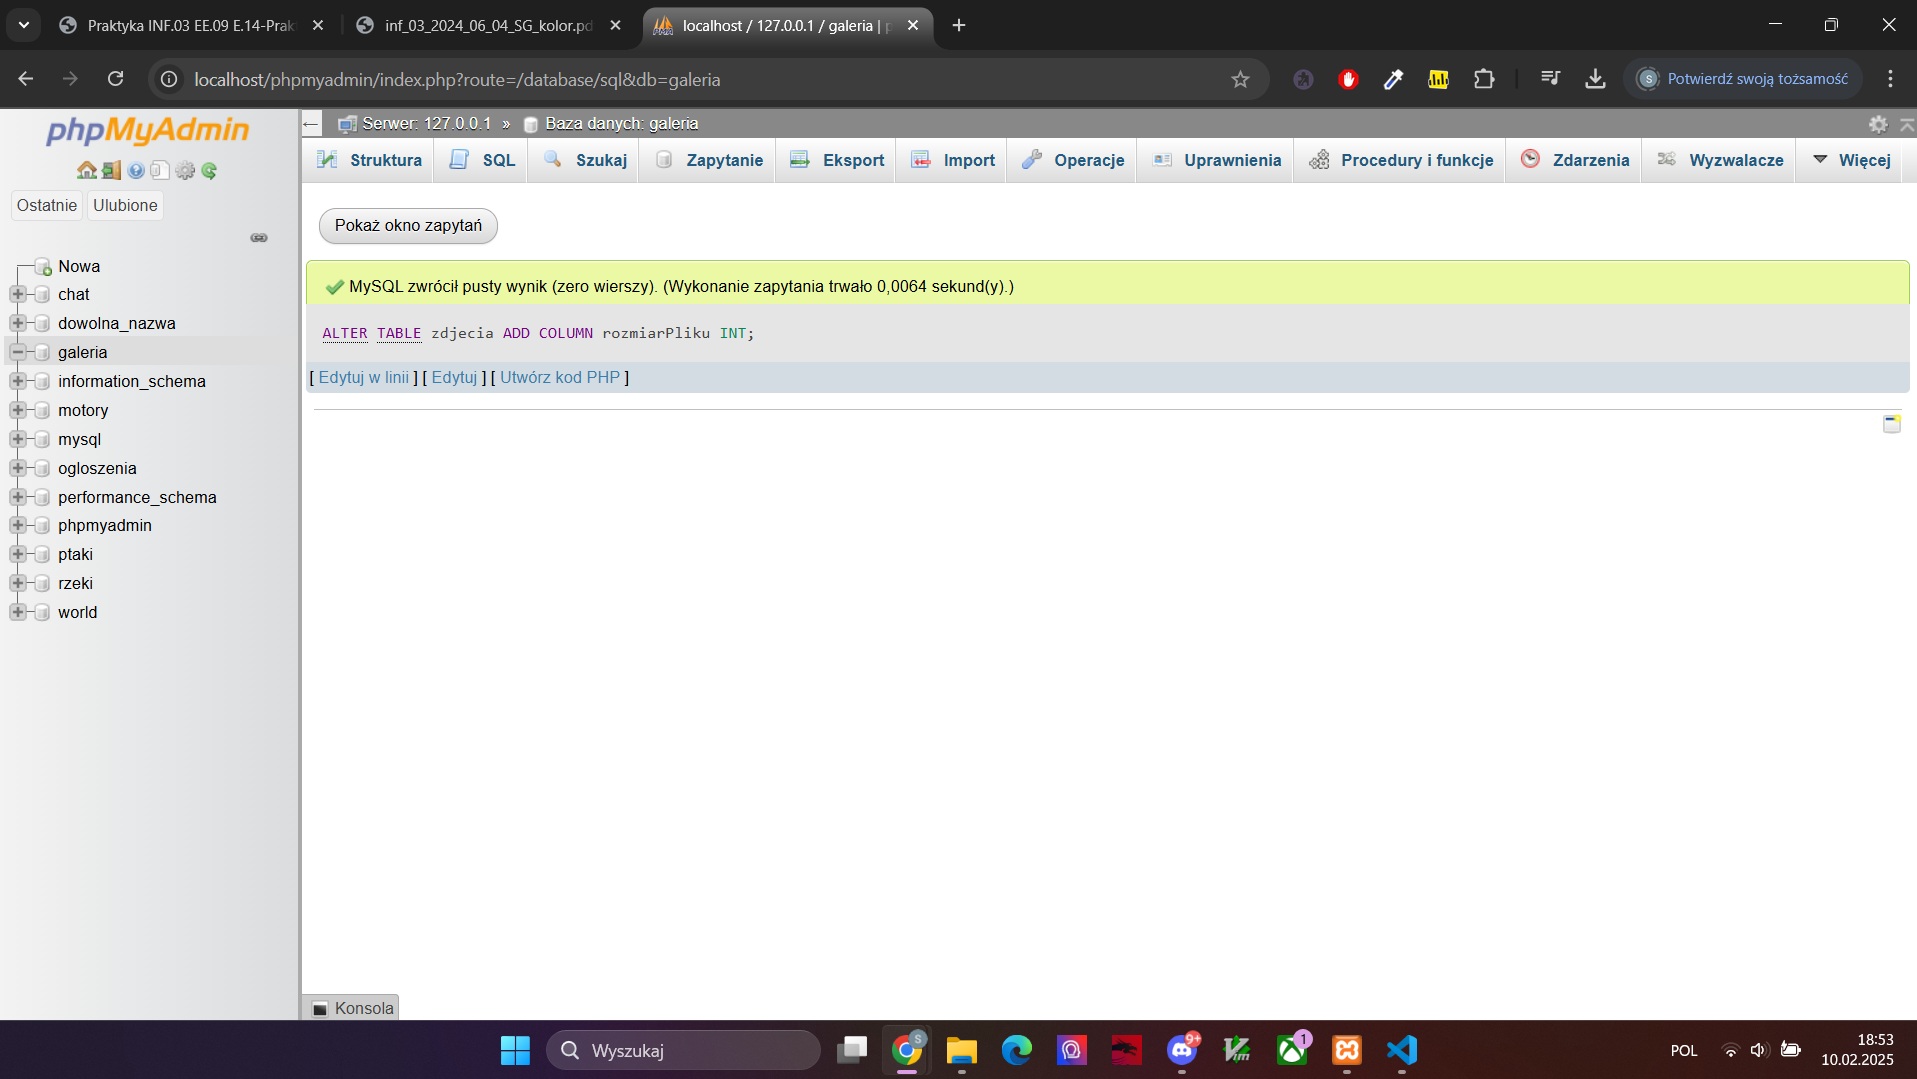 Praktyka INF.03 EE.09 E.14-Prak
inf_03_2024_06_04_SG_kolor.pd
localhost / 127.0.0.1 / galeria | p
localhost/phpmyadmin/index.php?route=/database/sql&db=galeria
S Potwierdź swoją tożsamość
phpMyAdmin
Ostatnie Ulubione
Nowa
chat
dowolna_nazwa
galeria
information_schema
motory
mysql
ogloszenia
performance_schema
phpmyadmin
ptaki
rzeki
world
Serwer: 127.0.0.1 » Baza danych: galeria
Struktura SQL Szukaj Zapytanie Eksport Import Operacje Uprawnienia Procedury i funkcje Zdarzenia Wyzwalacze Więcej
Pokaż okno zapytań
MySQL zwrócił pusty wynik (zero wierszy). (Wykonanie zapytania trwało 0,0064 sekund(y).)
ALTER TABLE zdjecia ADD COLUMN rozmiarPliku INT;
[ Edytuj w linii ] [ Edytuj ] [ Utwórz kod PHP ]
Konsola
Wyszukaj
S
9+
Vim
1
POL
18:53
10.02.2025